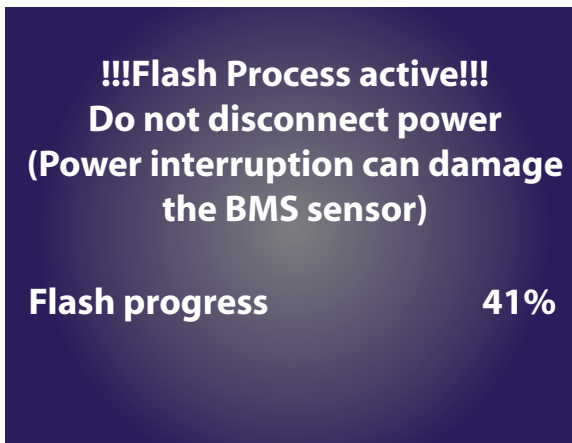 !!!Flash Process active!!!
Do not disconnect power
(Power interruption can damage
the BMS sensor)
Flash progress 41%